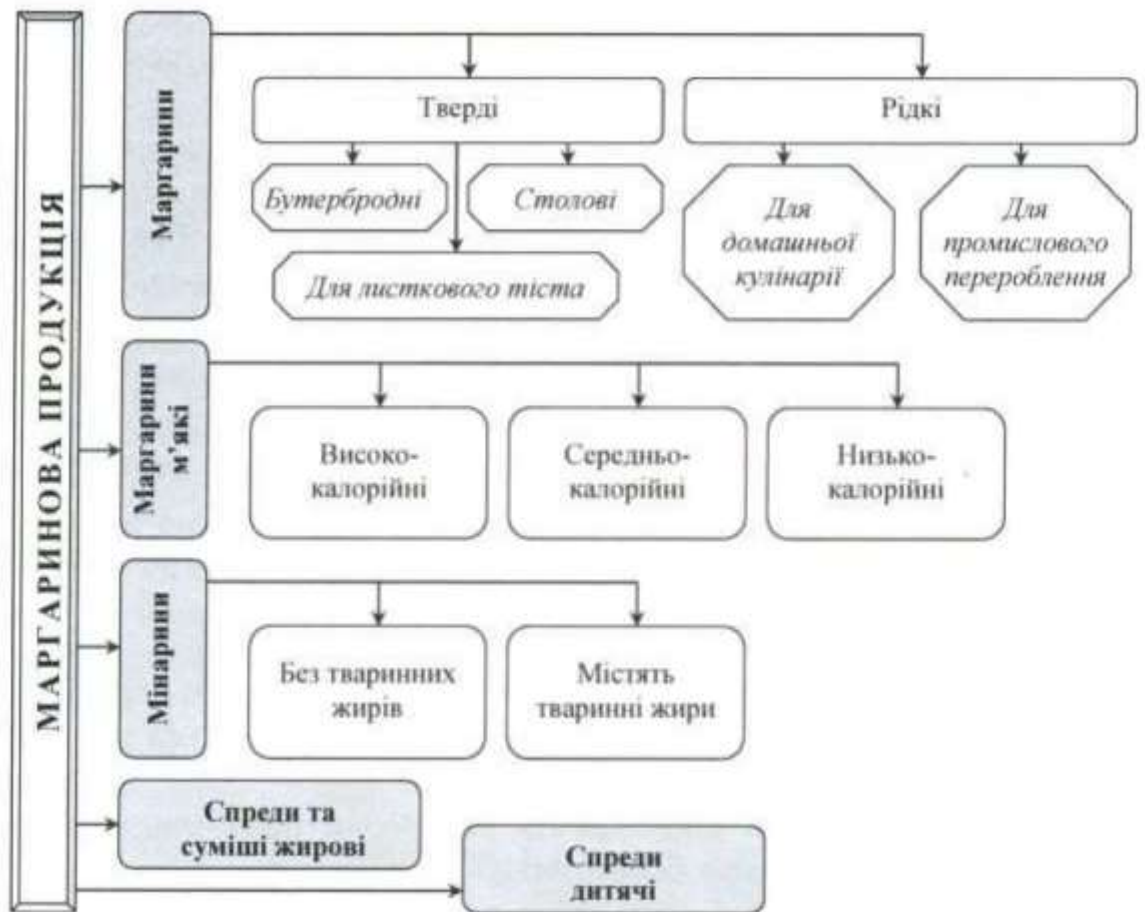 МАРГАРИНОВА ПРОДУКЦІЯ
Маргарини
Тверді
Рідкі
Бутербродні
Столові
Для листкового тіста
Для
домашньої
кулінарії
Для
промислового
перероблення
Маргарини
м'які
Високо-
калорійні
Середньо-
калорійні
Низько-
калорійні
Мінарини
Без тваринних
жирів
Містять
тваринні жири
Спреди та
суміші жирові
Спреди
дитячі